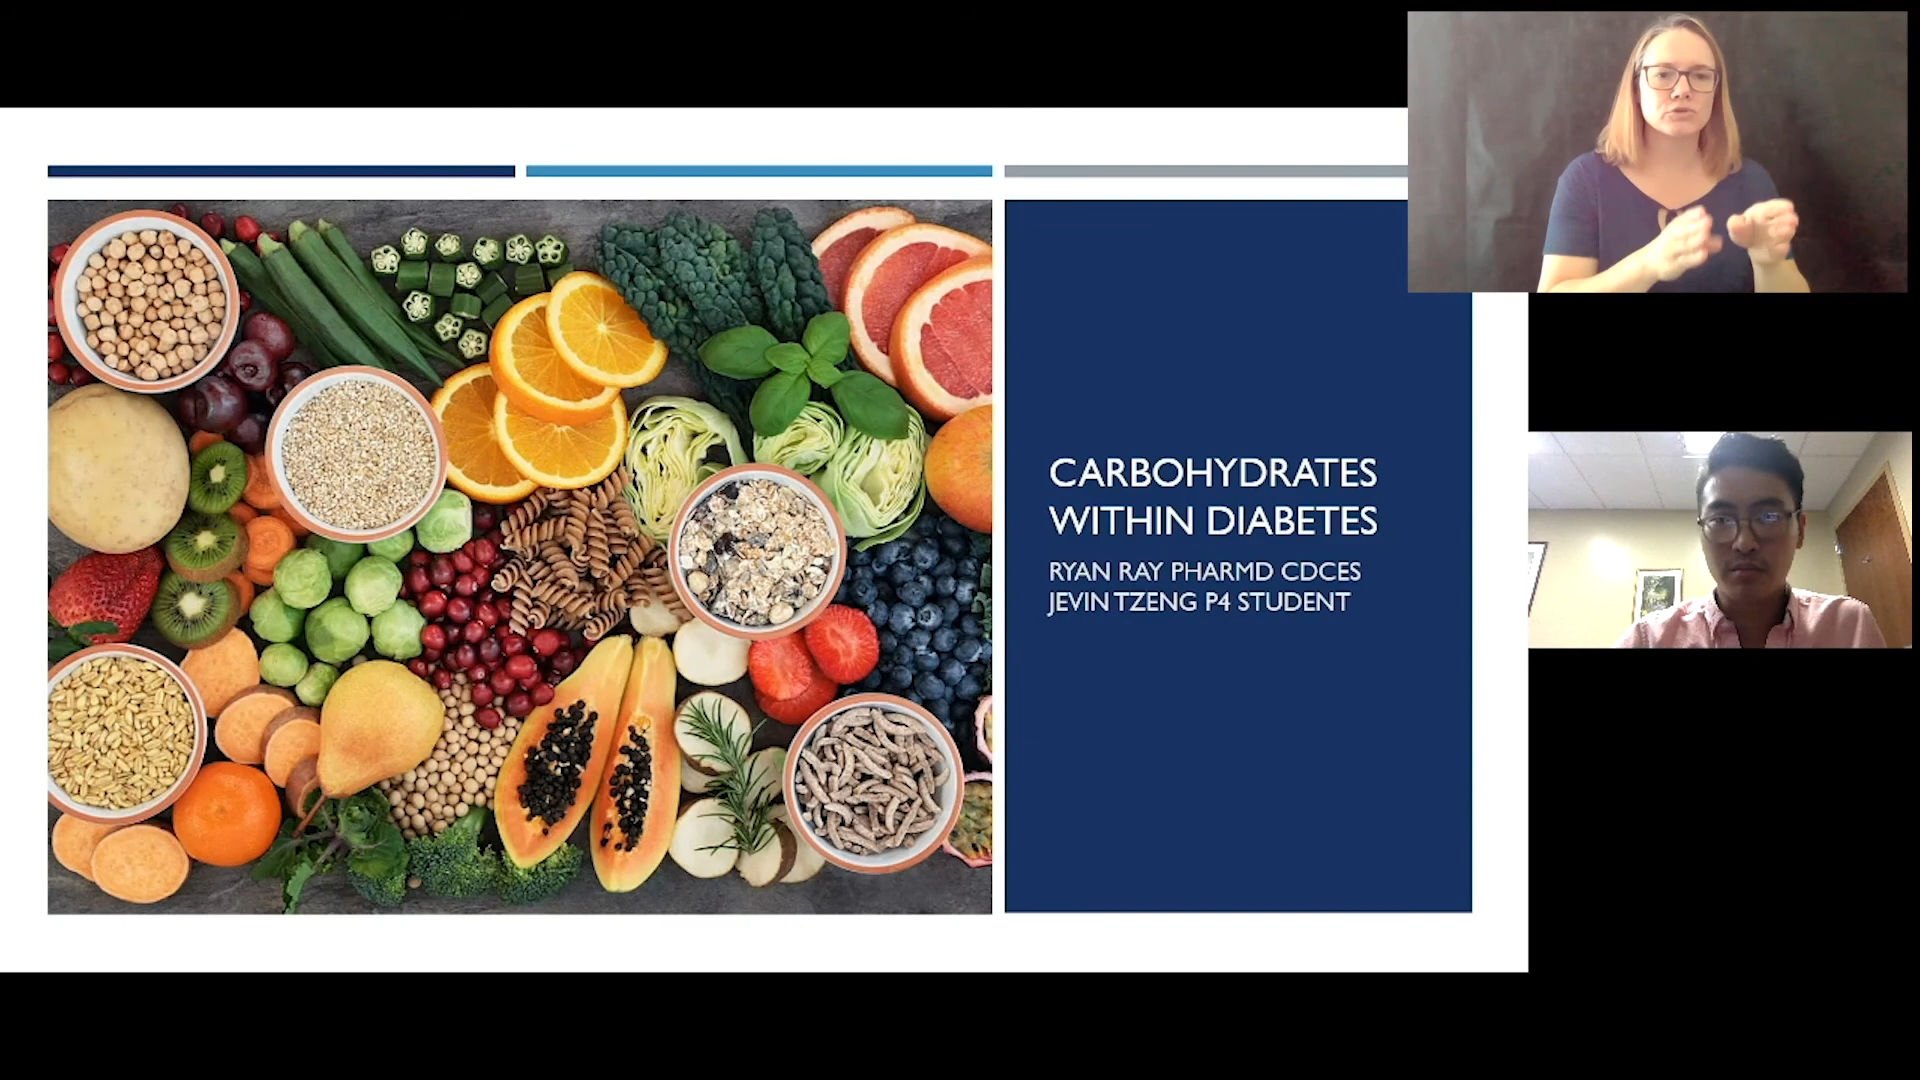 CARBOHYDRATES
WITHIN DIABETES
RYAN RAY PHARMD CDCES
JEVIN TZENG P4 STUDENT